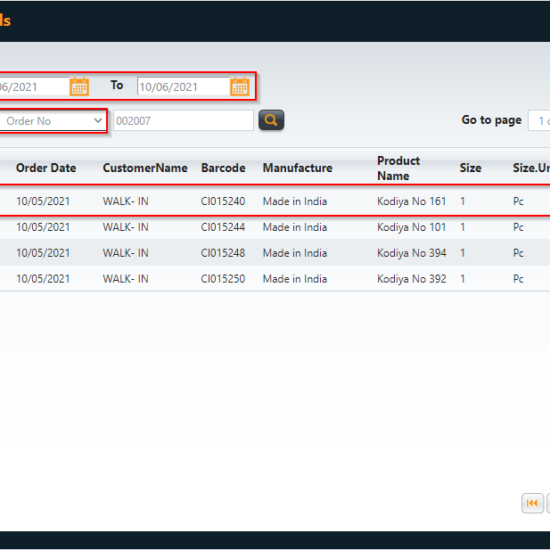 ls
06/2021 To 10/06/2021
Order No 002007 Go to page 1
Order Date CustomerName Barcode Manufacture Product Name Size Size.Un
10/05/2021 WALK- IN CI015240 Made in India Kodiya No 161 1 Pc
10/05/2021 WALK- IN CI015244 Made in India Kodiya No 101 1 Pc
10/05/2021 WALK- IN CI015248 Made in India Kodiya No 394 1 Pc
10/05/2021 WALK- IN CI015250 Made in India Kodiya No 392 1 Pc